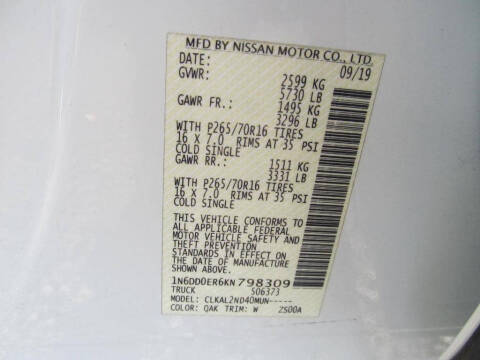 MFD BY NISSAN MOTOR CO., LTD.
DATE: 09/19
GVWR: 2599 KG
5730 LB
GAWR FR.: 1495 KG
3296 LB
WITH P265/70R16 TIRES
16 X 7.0 RIMS AT 35 PSI
COLD SINGLE
GAWR RR.: 1511 KG
3331 LB
WITH P265/70R16 TIRES
16 X 7.0 RIMS AT 35 PSI
COLD SINGLE
THIS VEHICLE CONFORMS TO
ALL APPLICABLE FEDERAL
MOTOR VEHICLE SAFETY AND
THEFT PREVENTION
STANDARDS IN EFFECT ON
THE DATE OF MANUFACTURE
SHOWN ABOVE.
1N6DD0ER6KN798309
TRUCK 506373
MODEL: CLKAL2ND40MUN-----
COLOR: QAK TRIM: W 2S00A